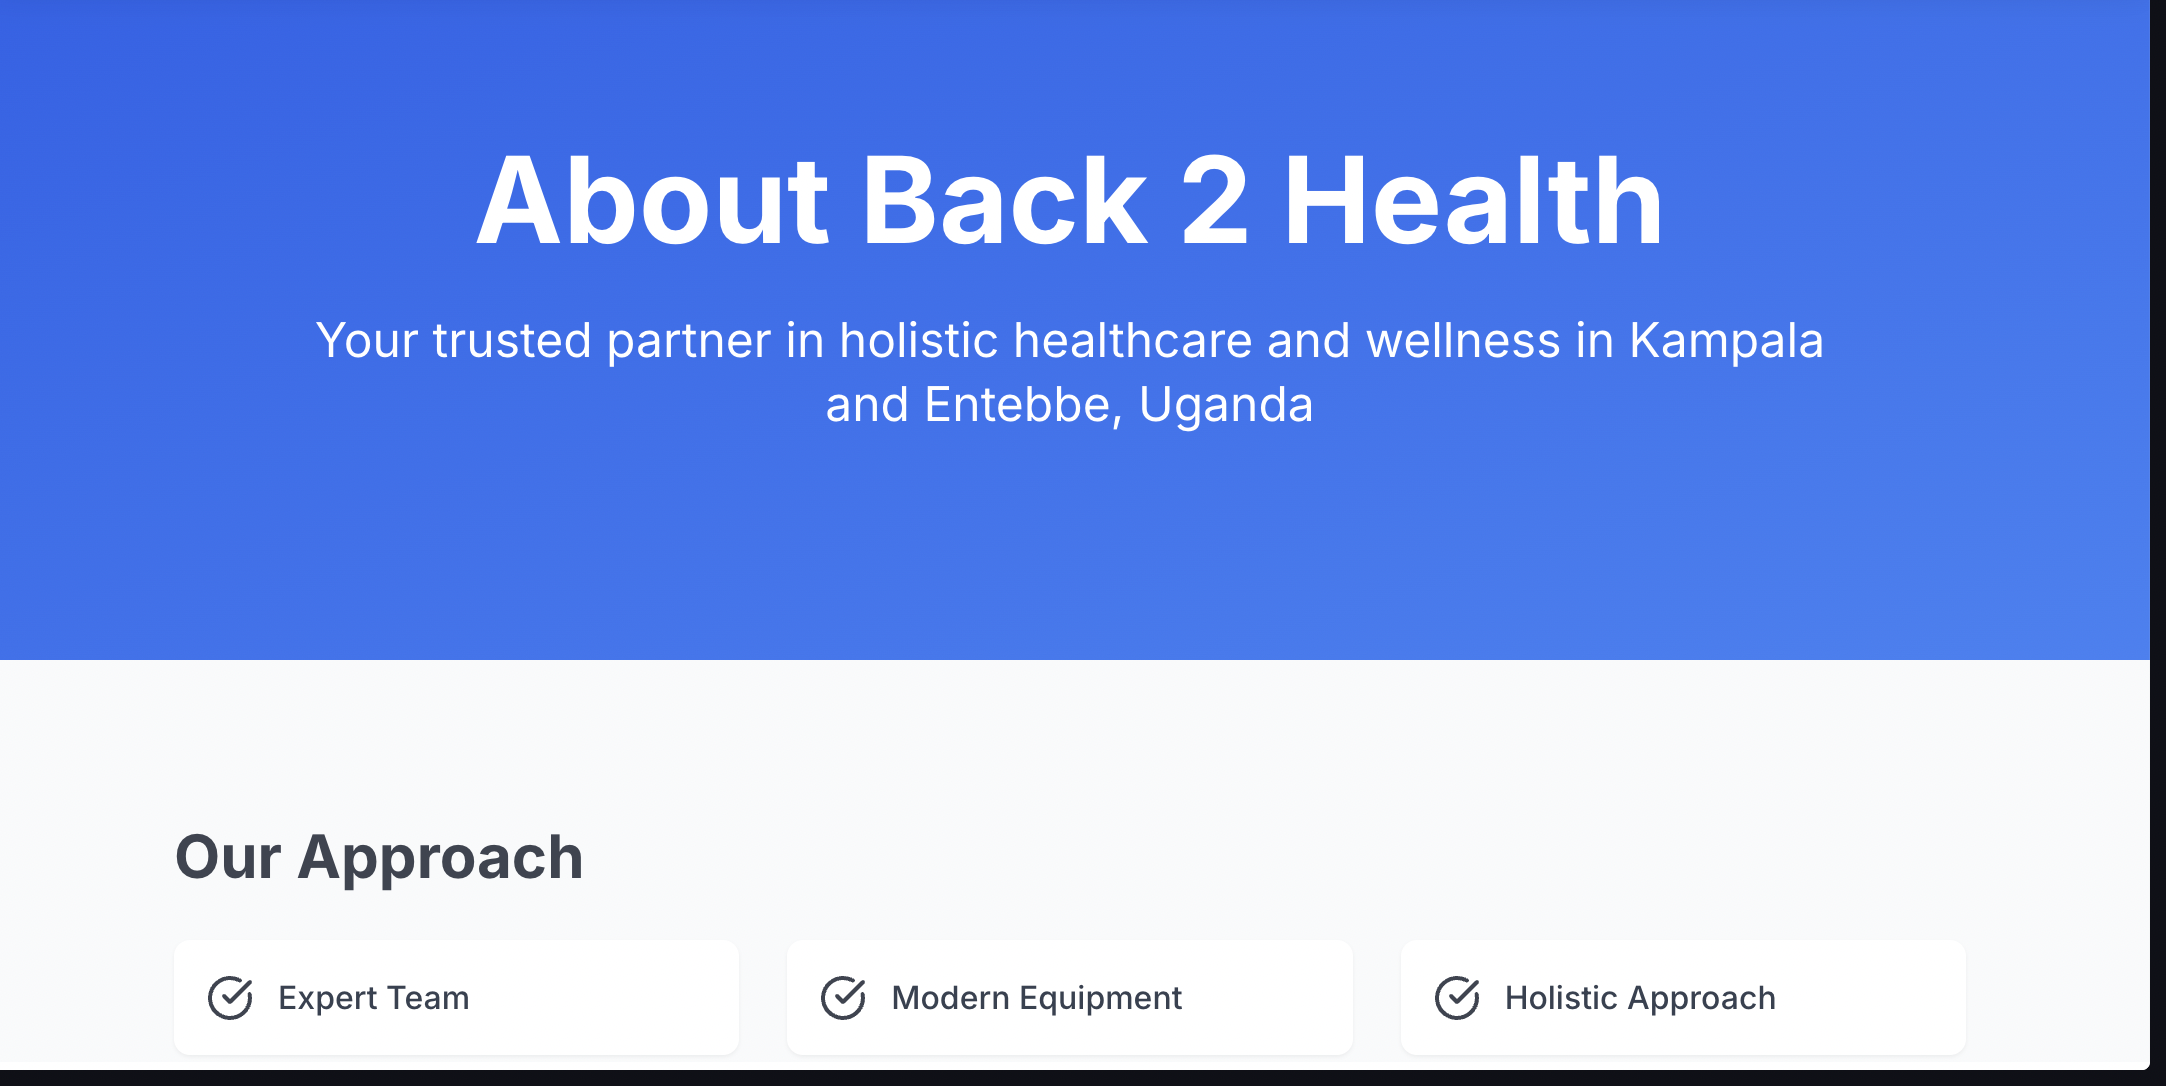 About Back 2 Health
Your trusted partner in holistic healthcare and wellness in Kampala
and Entebbe, Uganda
Our Approach
Expert Team
Modern Equipment
Holistic Approach